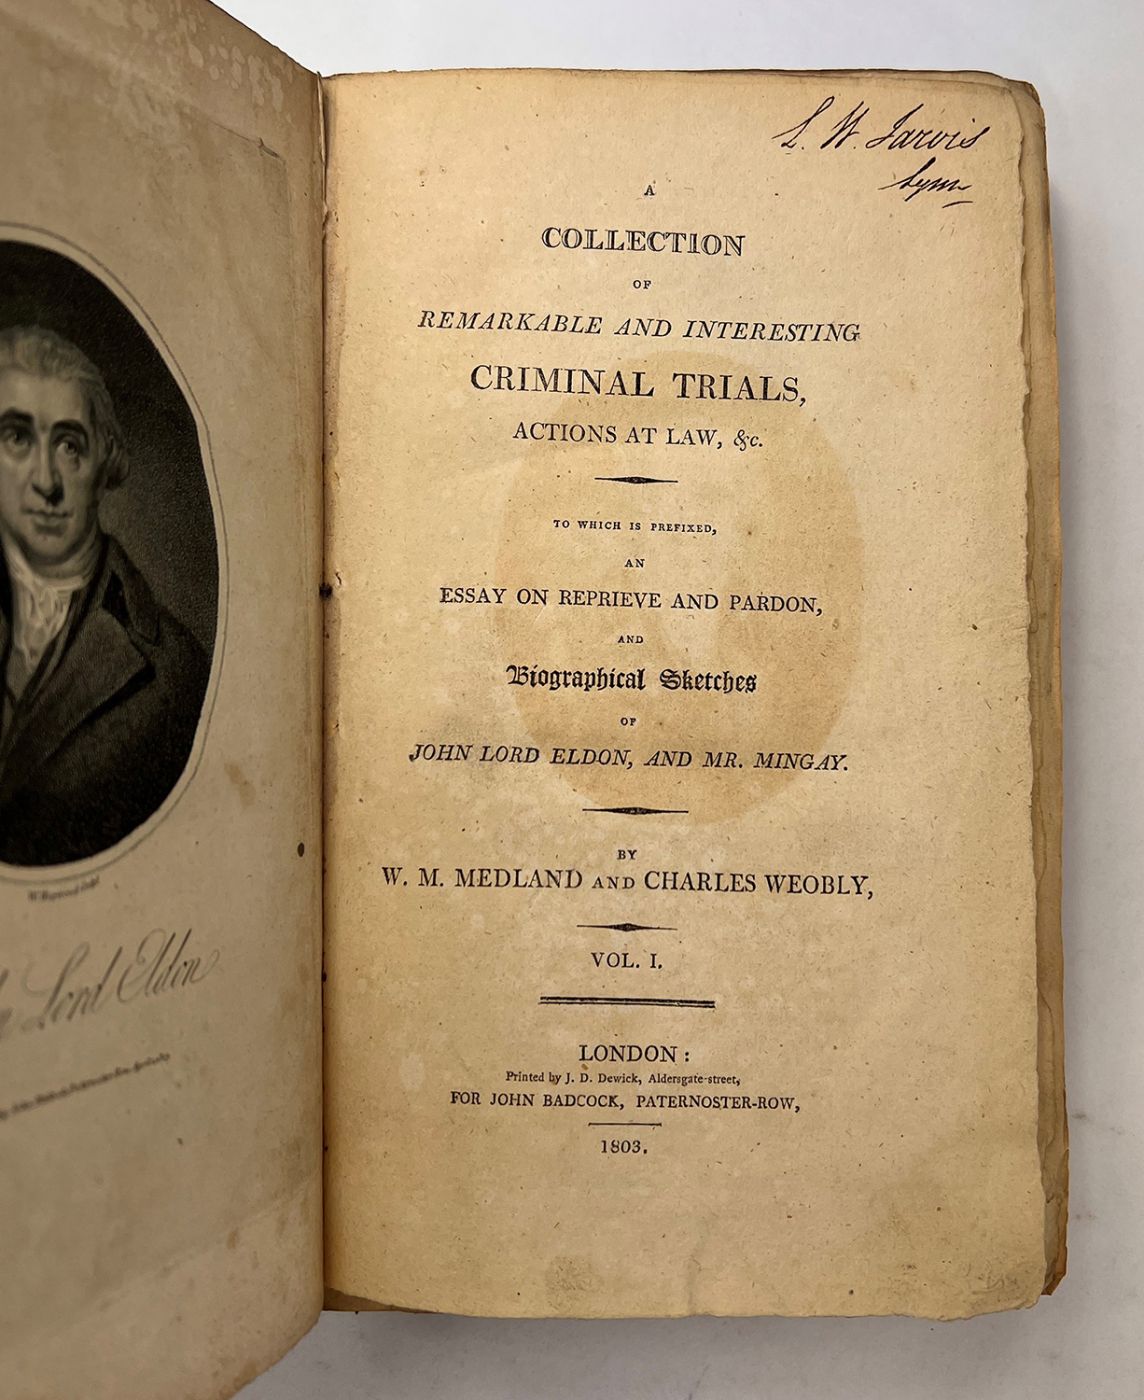 Lord Eldon
L. W. Jarvis
Lynn
A
COLLECTION
OF
REMARKABLE AND INTERESTING
CRIMINAL TRIALS,
ACTIONS AT LAW, &c.
TO WHICH IS PREFIXED,
AN
ESSAY ON REPRIEVE AND PARDON,
AND
Biographical Sketches
OF
JOHN LORD ELDON, AND MR. MINGAY.
BY
W. M. MEDLAND AND CHARLES WEOBLY,
VOL. I.
LONDON:
Printed by J. D. Dewick, Aldersgate-street,
FOR JOHN BADCOCK, PATERNOSTER-ROW,
1803.